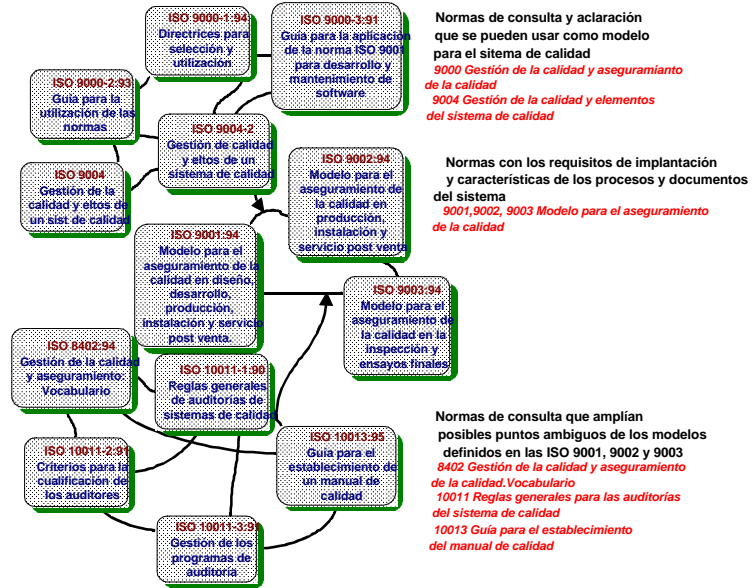 ISO 9000-1:94
Directrices para
selección y
utilización
ISO 9000-3:91
Guía para la aplicación
de la norma ISO 9001
para desarrollo y
mantenimiento de
software
Normas de consulta y aclaración
que se pueden usar como modelo
para el sitema de calidad
9000 Gestión de la calidad y aseguramianto
de la calidad
9004 Gestión de la calidad y elementos
del sistema de calidad
ISO 9000-2:93
Guía para la
utilización de las
normas
ISO 9004-2
Gestión de calidad
y eltos de un
sistema de calidad
ISO 9004
Gestión de la
calidad y eltos de
un sist de calidad
ISO 9002:94
Modelo para el
aseguramiento de
la calidad en
producción,
instalación y
servicio post venta
Normas con los requisitos de implantación
y características de los procesos y documentos
del sistema
9001,9002, 9003 Modelo para el aseguramiento
de la calidad
ISO 9001:94
Modelo para el
aseguramiento de la
calidad en diseño,
desarrollo,
producción,
instalación y servicio
post venta.
ISO 9003:94
Modelo para el
aseguramiento de
la calidad en la
inspección y
ensayos finales
ISO 8402:94
Gestión de la calidad
y aseguramiento.
Vocabulario
ISO 10011-1:90
Reglas generales
de auditorías de
sistemas de calidad
ISO 10011-2:91
Criterios para la
cualificación de
los auditores
ISO 10013:95
Guía para el
establecimiento de
un manual de
calidad
ISO 10011-3:91
Gestión de los
programas de
auditoría
Normas de consulta que amplían
posibles puntos ambiguos de los modelos
definidos en las ISO 9001, 9002 y 9003
8402 Gestión de la calidad y aseguramiento
de la calidad.Vocabulario
10011 Reglas generales para las auditorías
del sistema de calidad
10013 Guía para el establecimiento
del manual de calidad